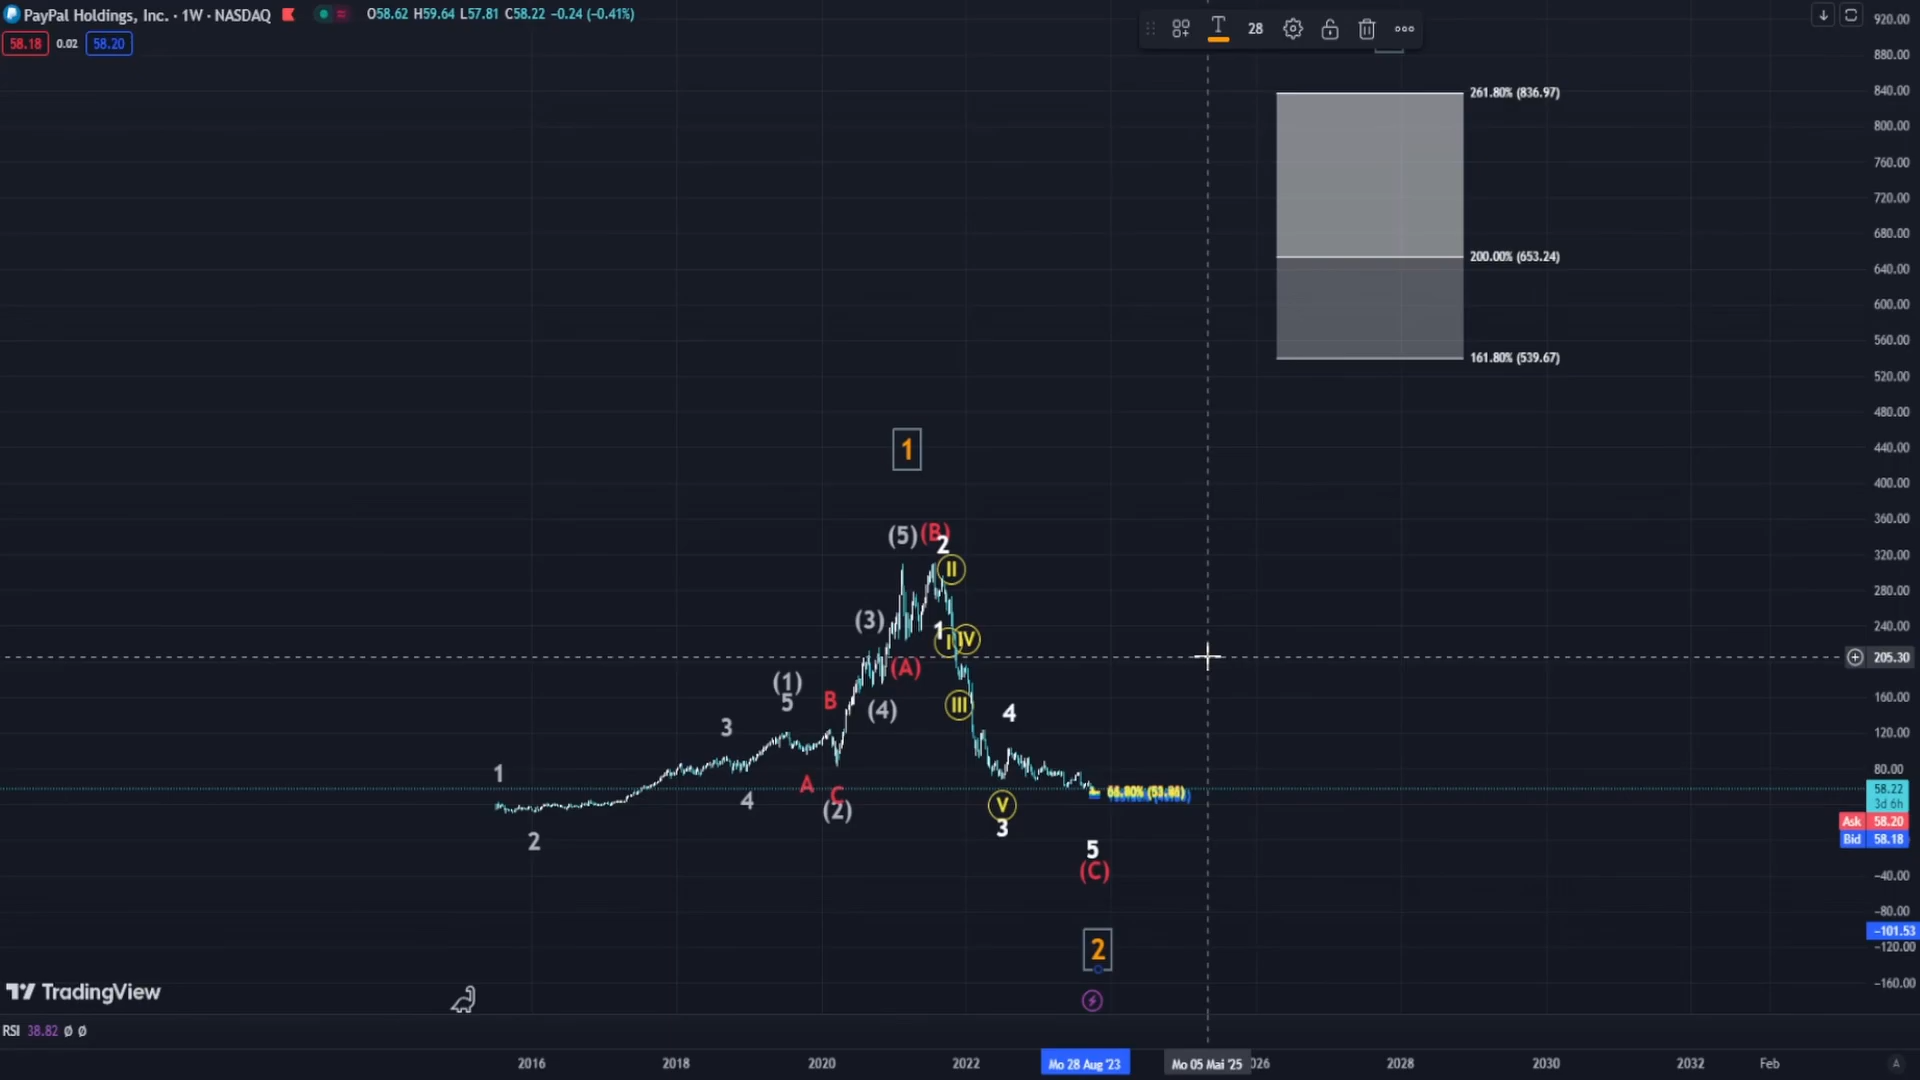 PayPal Holdings, Inc. · 1W · NASDAQ
O58.62 H59.64 L57.81 C58.22 −0.24 (−0.41%)
58.18 0.02 58.20
T 28
920.00
880.00
840.00
800.00
760.00
720.00
680.00
640.00
600.00
560.00
520.00
480.00
440.00
400.00
360.00
320.00
280.00
240.00
205.30
160.00
120.00
80.00
58.22
3d 6h
Ask 58.20
Bid 58.18
−40.00
−80.00
−101.53
−120.00
−160.00
261.80% (836.97)
200.00% (653.24)
161.80% (539.67)
1
(5) (B)
2
II
(3)
1 I IV
(A)
(1)
5 B
(4) III 4
3
1
A C
4 (2)
V
3
2
5
(C)
2
TradingView
RSI 38.82 Ø Ø
2016 2018 2020 2022 Mo 28 Aug '23 Mo 05 Mai '25 026 2028 2030 2032 Feb A